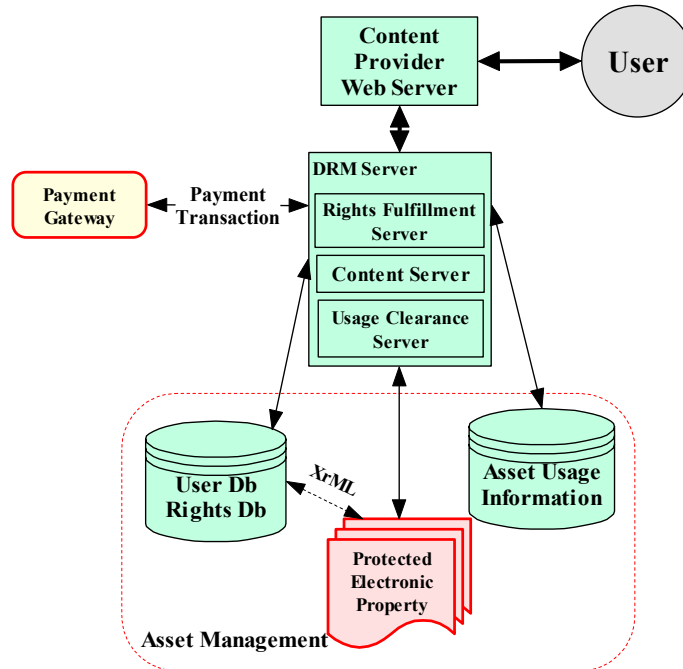 Content
Provider
Web Server
User
DRM Server
Payment
Gateway
Payment
Transaction
Rights Fulfillment
Server
Content Server
Usage Clearance
Server
User Db
Rights Db
XrML
Asset Usage
Information
Protected
Electronic
Property
Asset Management